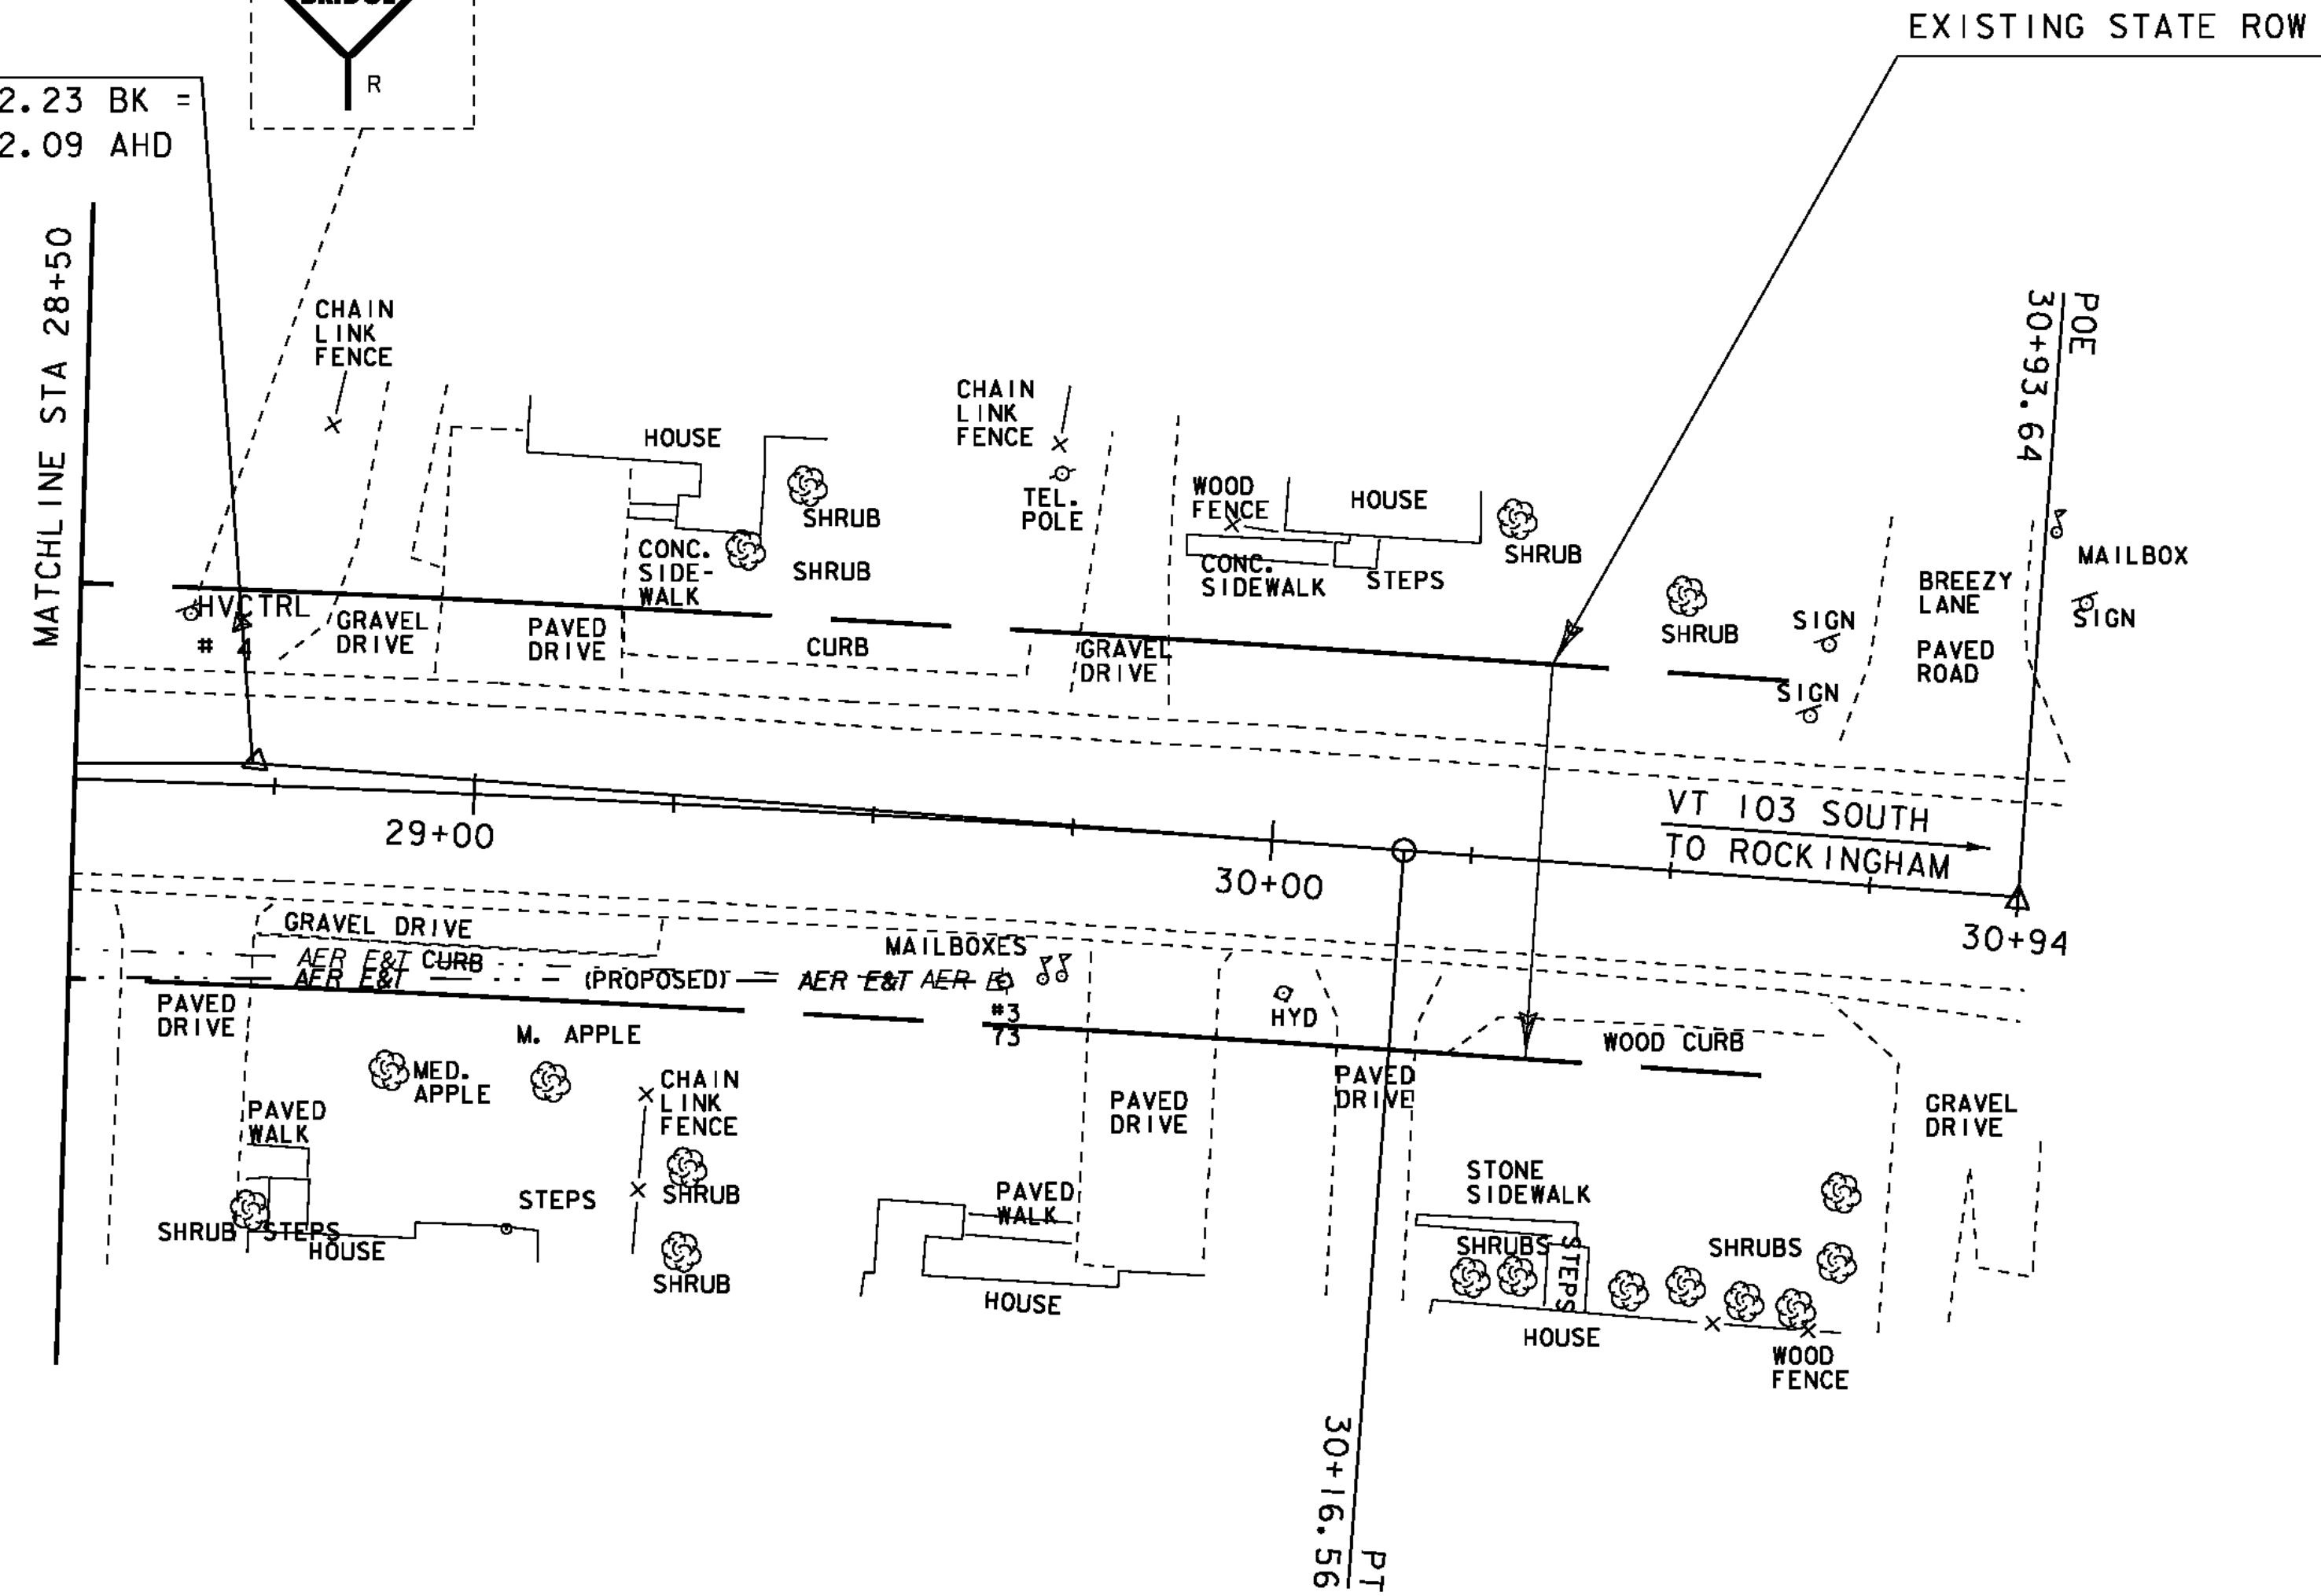 BRIDGE
R
EXISTING STATE ROW
2.23 BK =
2.09 AHD
MATCHLINE STA 28+50
CHAIN
LINK
FENCE
HOUSE
SHRUB
CONC.
SIDE-
WALK
SHRUB
CHAIN
LINK
FENCE
TEL.
POLE
WOOD
FENCE
HOUSE
CONC.
SIDEWALK
STEPS
SHRUB
SHRUB
SIGN
SIGN
BREEZY
LANE
PAVED
ROAD
POE
30+93.64
MAILBOX
SIGN
HVCTRL
# 4
GRAVEL
DRIVE
PAVED
DRIVE
CURB
GRAVEL
DRIVE
29+00
30+00
VT 103 SOUTH
TO ROCKINGHAM
30+94
GRAVEL DRIVE
AER E&T CURB
AER E&T
(PROPOSED)
AER E&T AER E
MAILBOXES
#3
73
PAVED
DRIVE
M. APPLE
MED.
APPLE
CHAIN
LINK
FENCE
PAVED
WALK
SHRUB
STEPS
SHRUB
STEPS
HOUSE
SHRUB
PAVED
WALK
HOUSE
PAVED
DRIVE
HYD
PAVED
DRIVE
WOOD CURB
GRAVEL
DRIVE
STONE
SIDEWALK
SHRUBS
STEPS
SHRUBS
HOUSE
WOOD
FENCE
PT
30+16.56